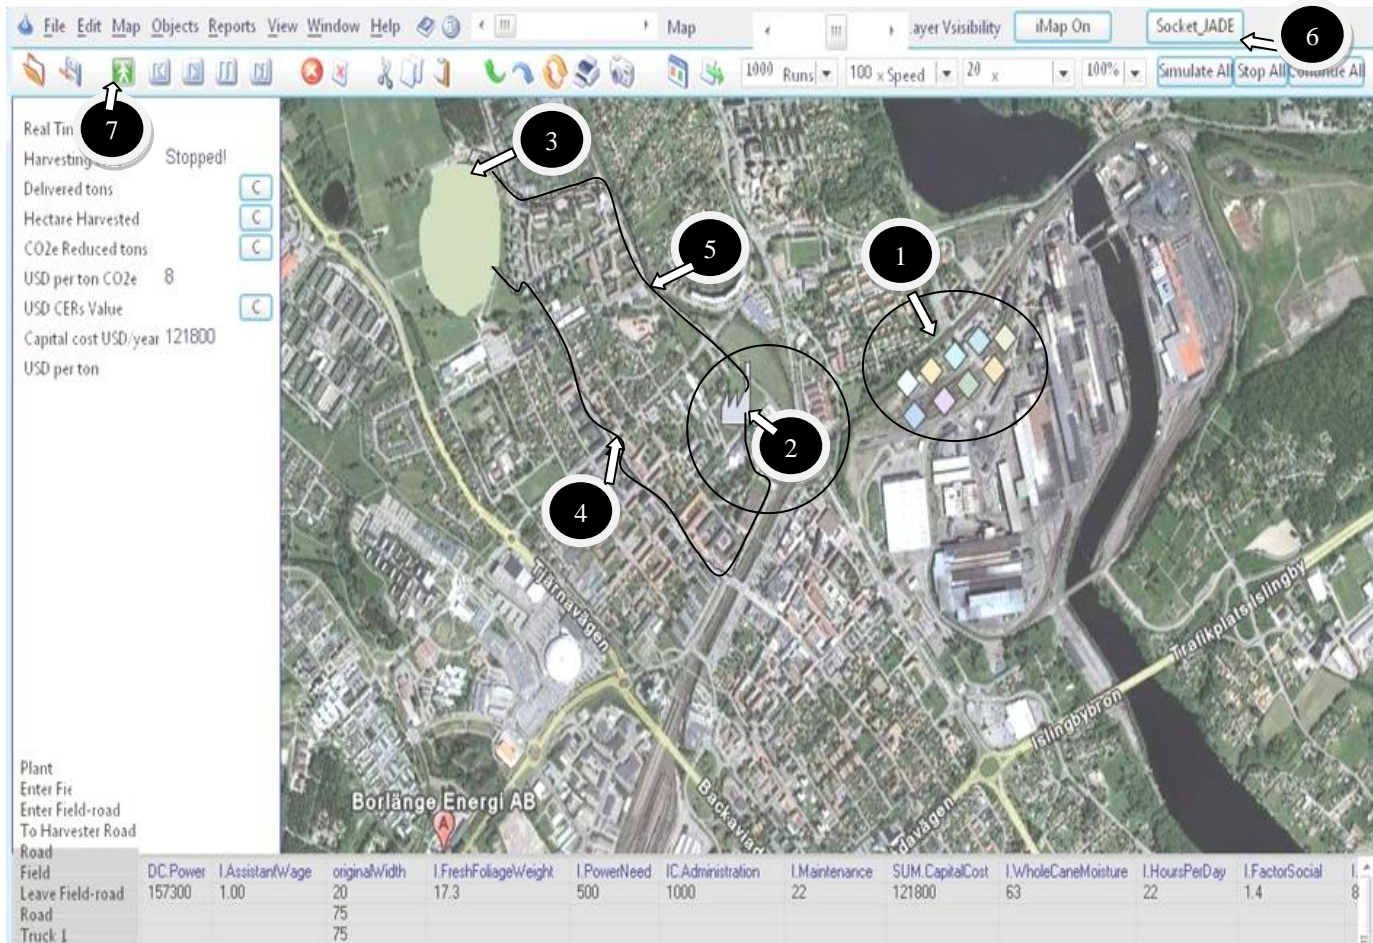 File Edit Map Objects Reports View Window Help Map .ayer Vsisibility iMap On Socket_JADE
6
1000 Runs 100 x Speed 20 x 100% Simulate All Stop All Continue All
7
Real Tin
Harvesting Stopped!
Delivered tons C
Hectare Harvested C
CO2e Reduced tons C
USD per ton CO2e 8
USD CERs Value C
Capital cost USD/year 121800
USD per ton
3
5
1
2
4
Tjärnavägen
Trafikplats Islingby
Islingbybron
Borlänge Energi AB
A
Backaviad
davägen
Plant
Enter Fie
Enter Field-road
To Harvester Road
Road
Field DC.Power I.AssistantWage originalWidth I.FreshFoliageWeight I.PowerNeed IC.Administration I.Maintenance SUM.CapitalCost I.WholeCaneMoisture I.HoursPerDay I.FactorSocial I.
Leave Field-road 157300 1.00 20 17.3 500 1000 22 121800 63 22 1.4 8
Road 75
Truck 1 75